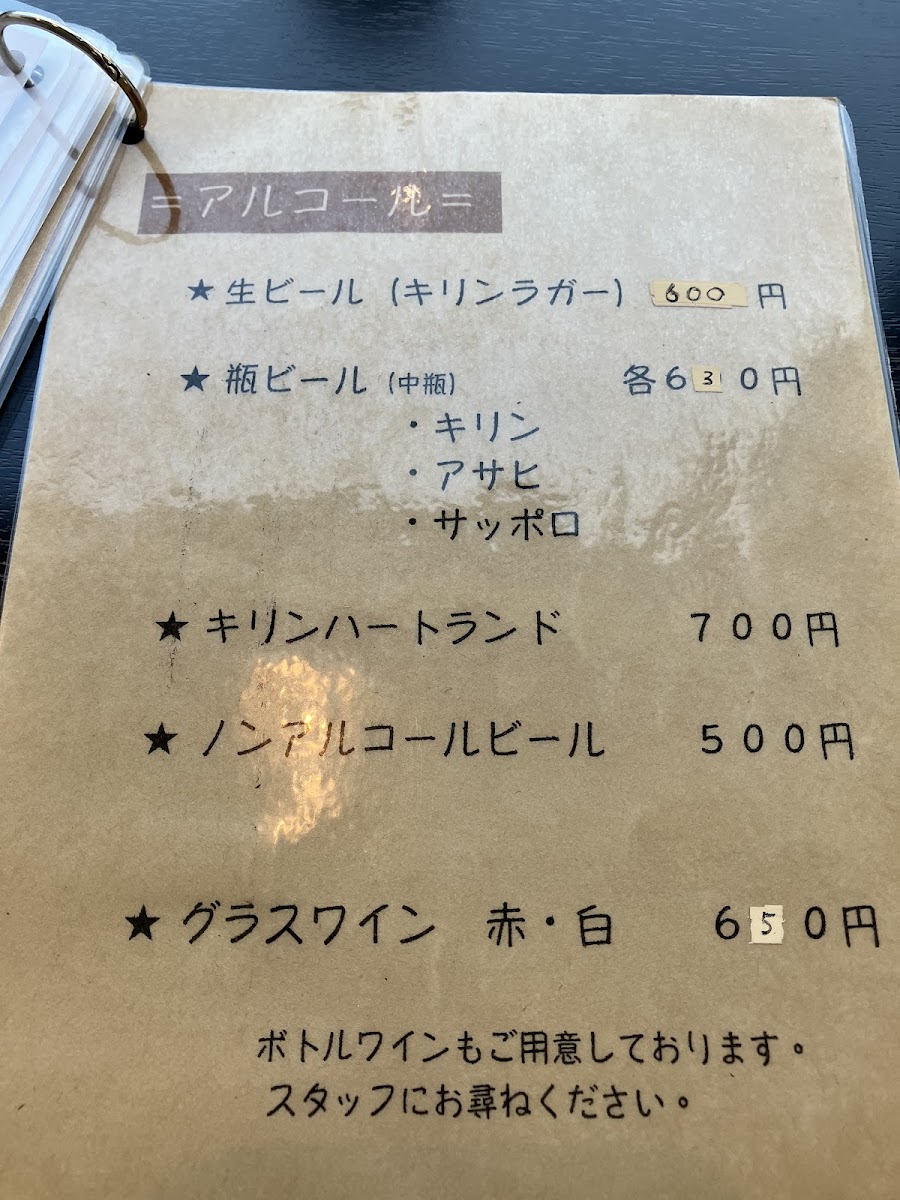 =アルコール=
★生ビール (キリンラガー) 600円
★瓶ビール (中瓶) 各630円
・キリン
・アサヒ
・サッポロ
★キリンハートランド 700円
★ノンアルコールビール 500円
★グラスワイン 赤・白 650円
ボトルワインもご用意しております。
スタッフにお尋ねください。